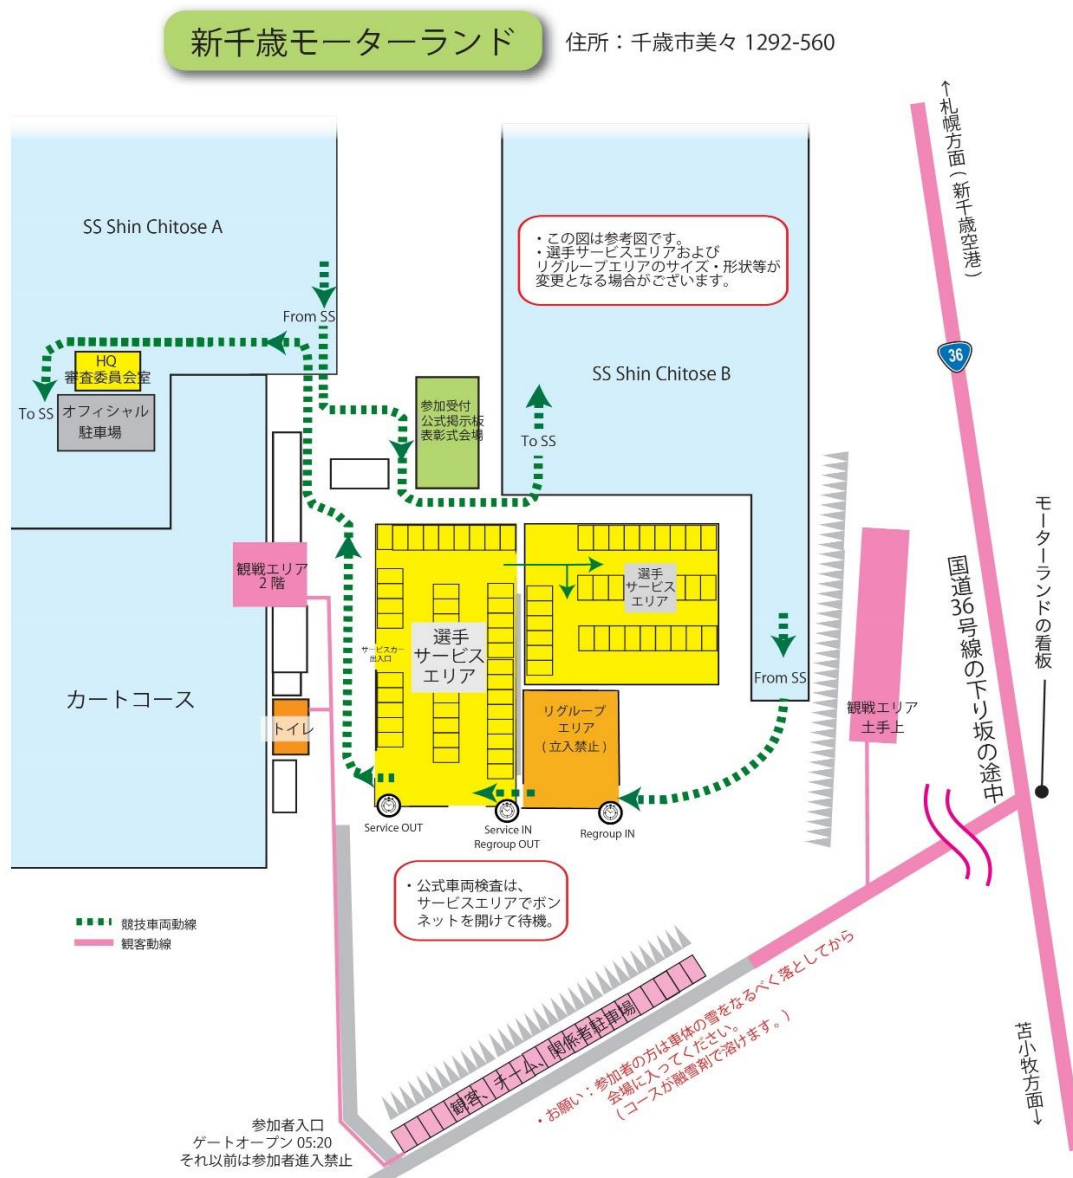 新千歳モーターランド
住所：千歳市美々 1292-560
←札幌方面 ( 新千歳空港 )
SS Shin Chitose A
・この図は参考図です。
・選手サービスエリアおよび
リグループエリアのサイズ・形状等が
変更となる場合がございます。
From SS
36
HQ
審査委員会室
To SS
オフィシャル
駐車場
SS Shin Chitose B
参加受付
公式掲示板
表彰式会場
To SS
モーターランドの看板
国道36号線の下り坂の途中
観戦エリア
2 階
選手
サービス
エリア
選手
サービス
エリア
サービスカー
出入口
From SS
カートコース
トイレ
リグループ
エリア
( 立入禁止 )
観戦エリア
土手上
Service OUT
Service IN
Regroup OUT
Regroup IN
・公式車両検査は、
サービスエリアでボン
ネットを開けて待機。
競技車両動線
観客動線
観客、チーム、関係者駐車場
・お願い：参加者の方は車体の雪をなるべく落としてから
会場に入ってください。
( コースが融雪剤で溶けます。)
苫小牧方面→
参加者入口
ゲートオープン 05:20
それ以前は参加者進入禁止